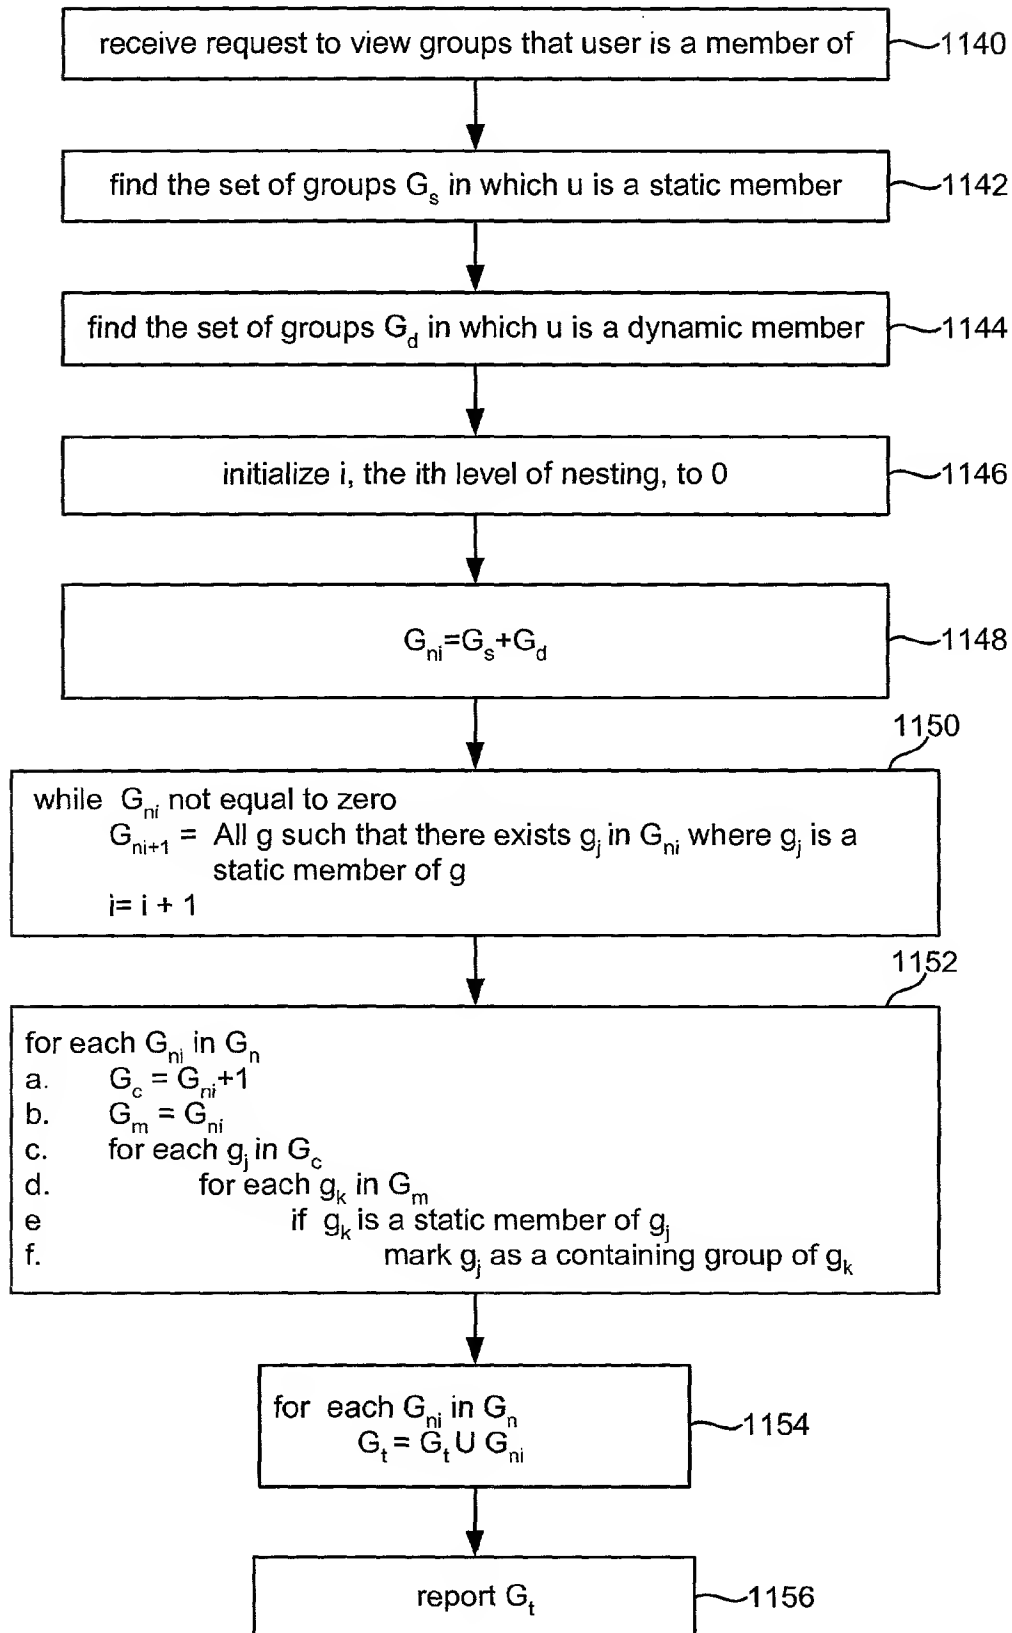 receive request to view groups that user is a member of
1140
find the set of groups Gs in which u is a static member
1142
find the set of groups Gd in which u is a dynamic member
1144
initialize i, the ith level of nesting, to 0
1146
Gni=Gs+Gd
1148
1150
while Gni not equal to zero
Gni+1 = All g such that there exists gj in Gni where gj is a
static member of g
i= i + 1
1152
for each Gni in Gn
a. Gc = Gni+1
b. Gm = Gni
c. for each gj in Gc
d. for each gk in Gm
e if gk is a static member of gj
f. mark gj as a containing group of gk
for each Gni in Gn
Gt = Gt U Gni
1154
report Gt
1156